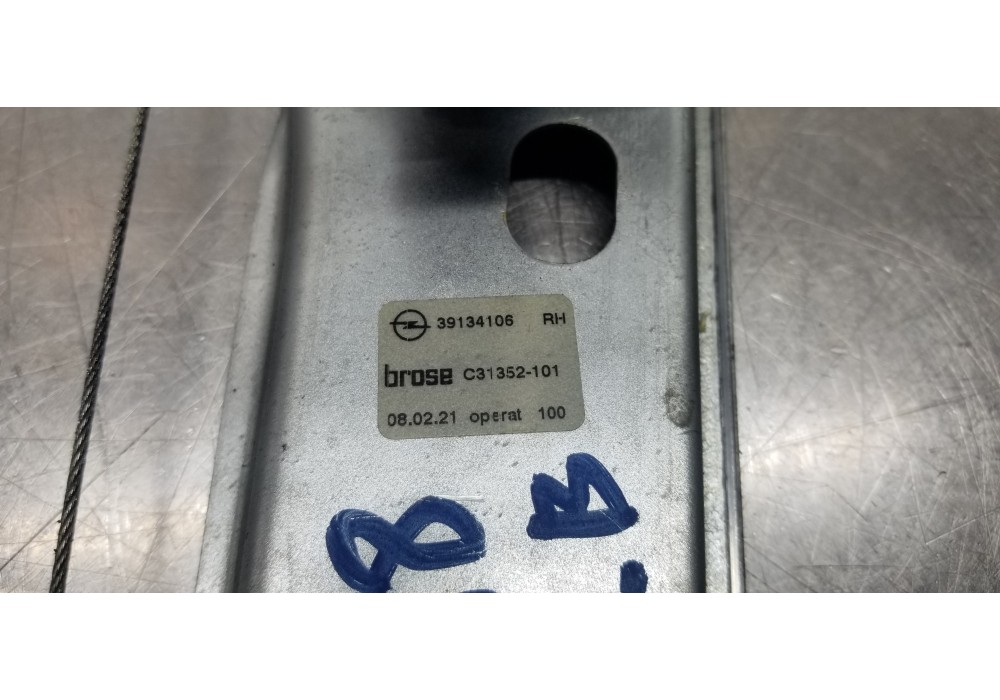 39134106 RH
brose C31352-101
08.02.21 operat 100